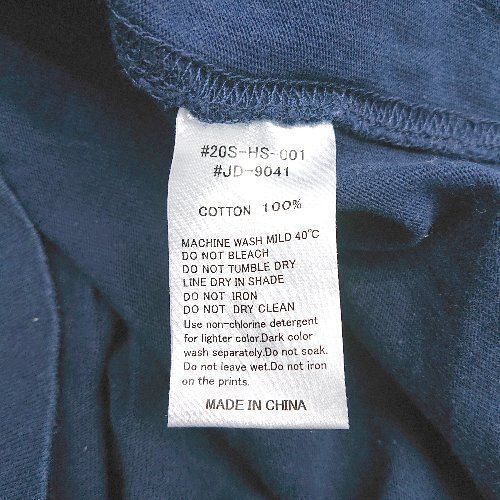 #20S-HS-001
#JD-9041
COTTON 100%
MACHINE WASH MILD 40℃
DO NOT BLEACH
DO NOT TUMBLE DRY
LINE DRY IN SHADE
DO NOT IRON
DO NOT DRY CLEAN
Use non-chlorine detergent
for lighter color.Dark color
wash separately.Do not soak.
Do not leave wet.Do not iron
on the prints.
MADE IN CHINA